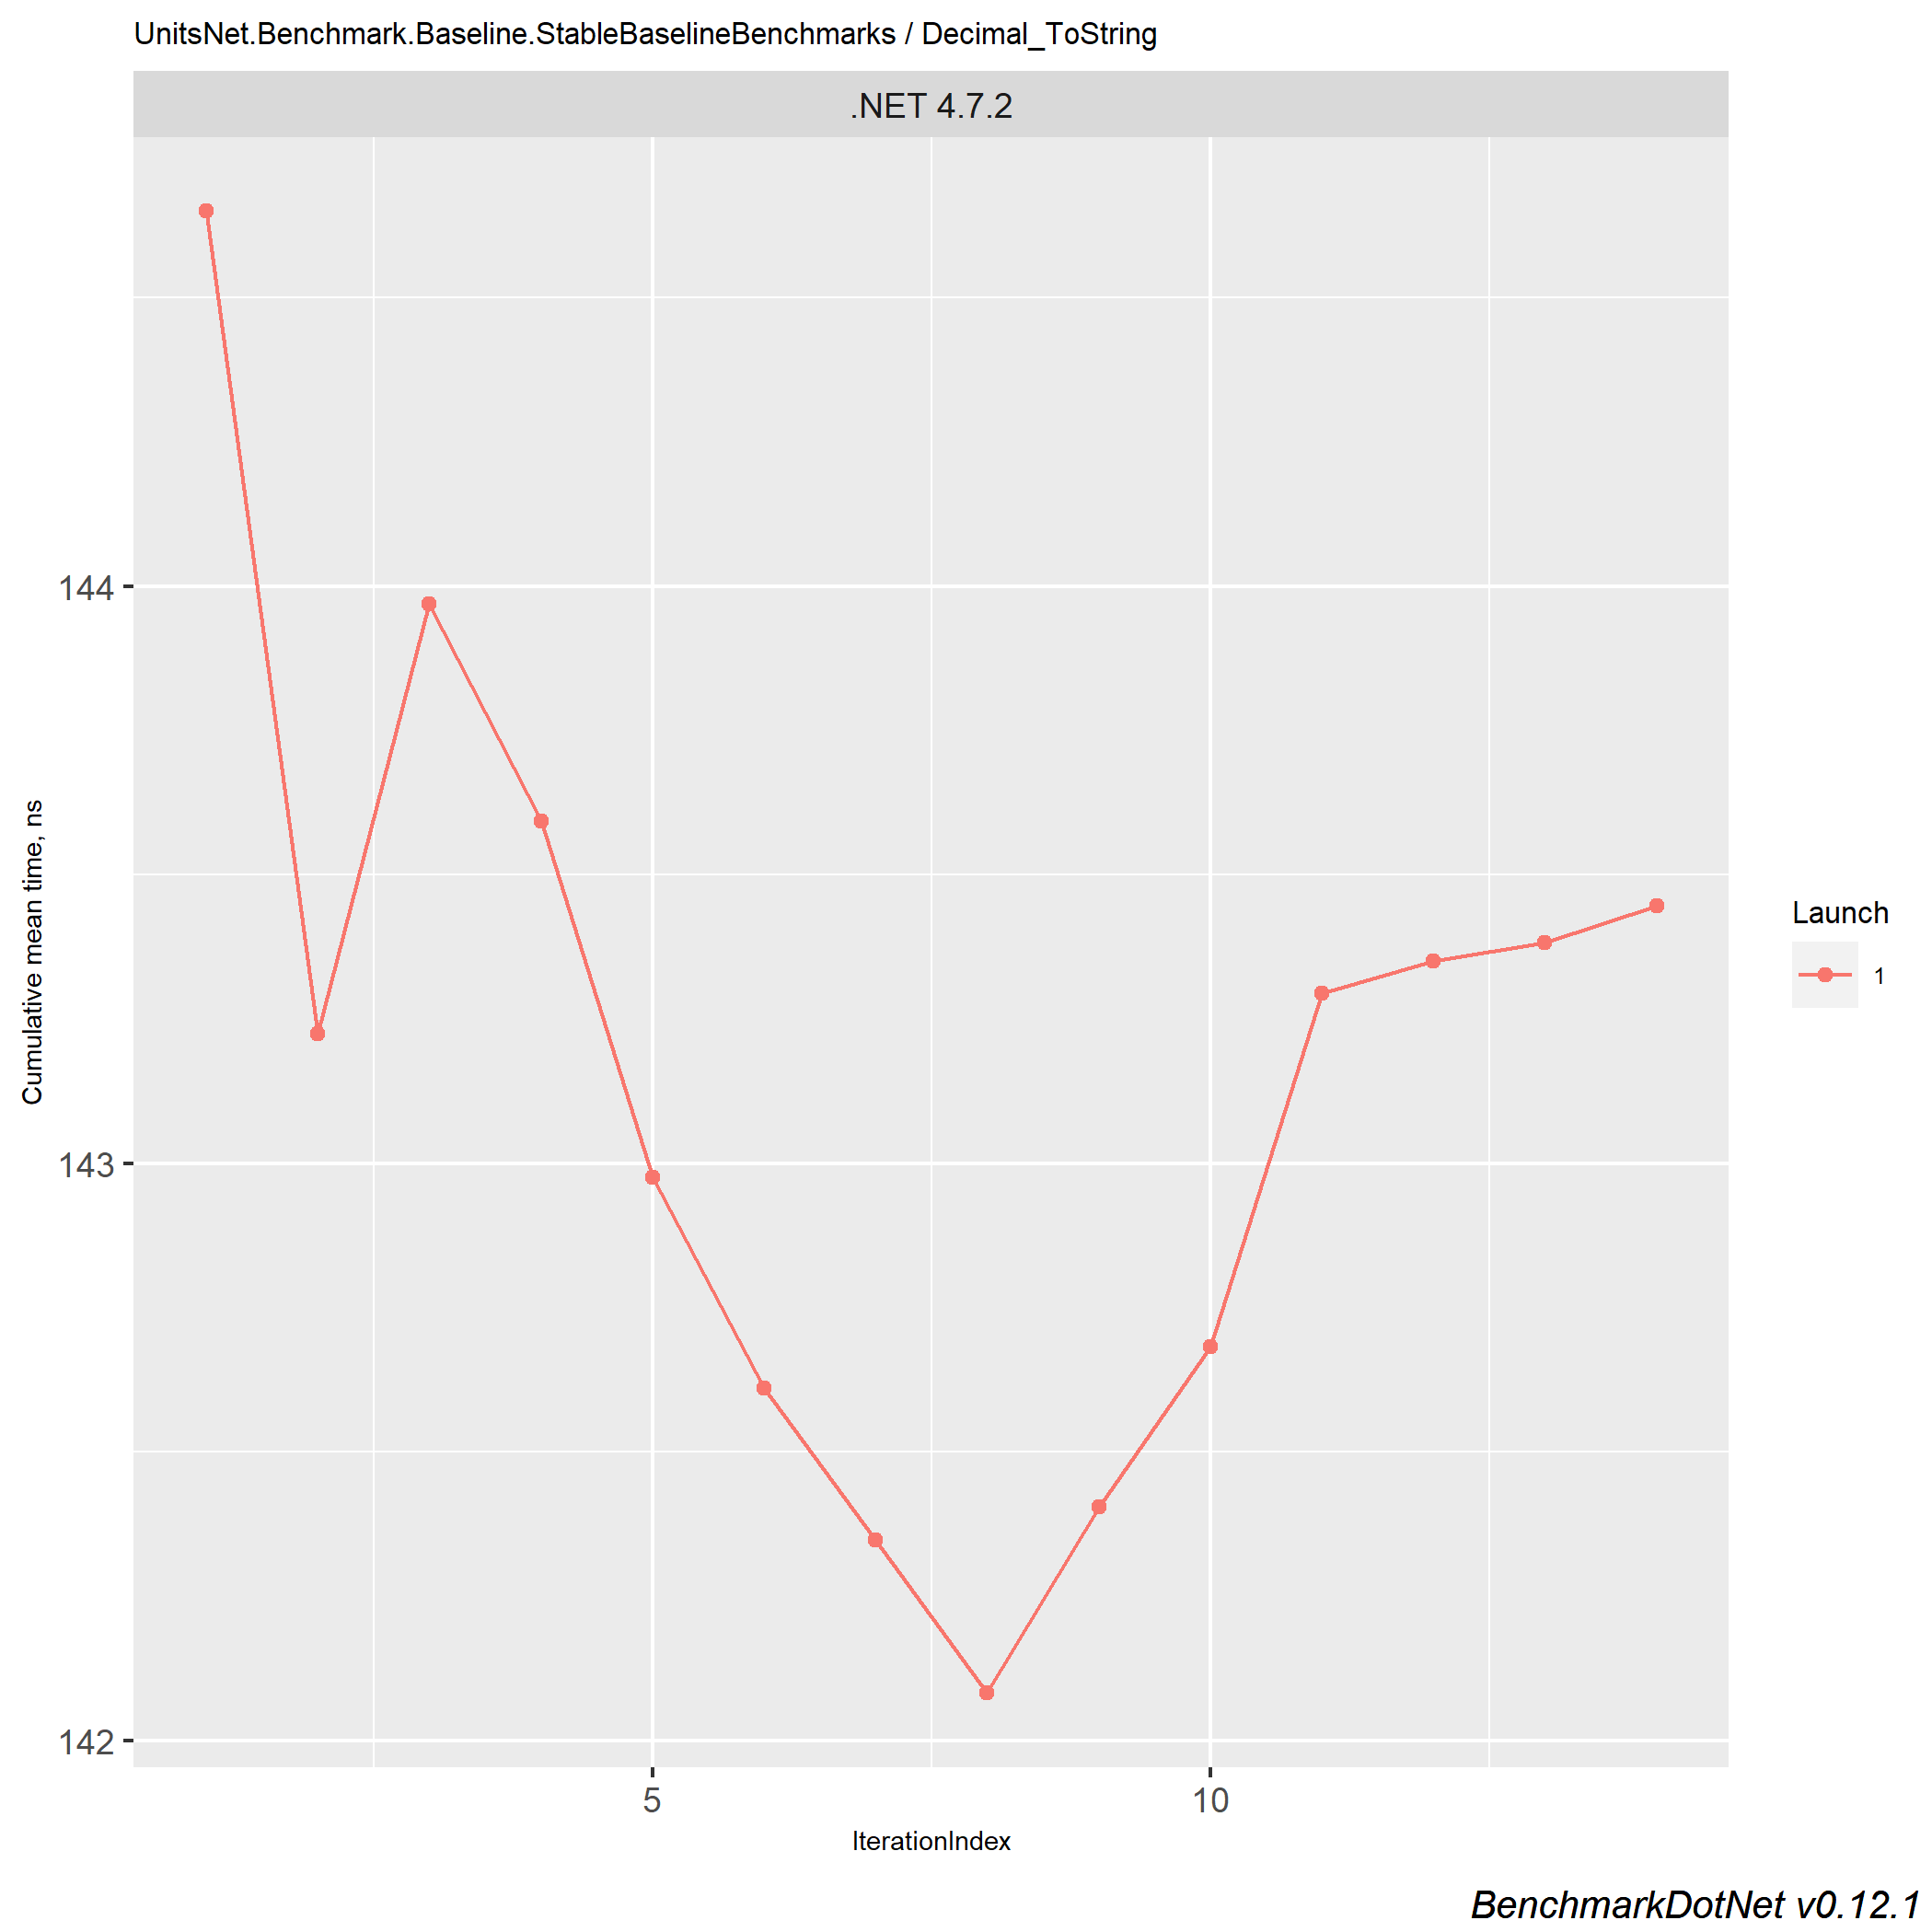 UnitsNet.Benchmark.Baseline.StableBaselineBenchmarks / Decimal_ToString
.NET 4.7.2
Cumulative mean time, ns
144
143
142
5
10
IterationIndex
Launch
1
BenchmarkDotNet v0.12.1